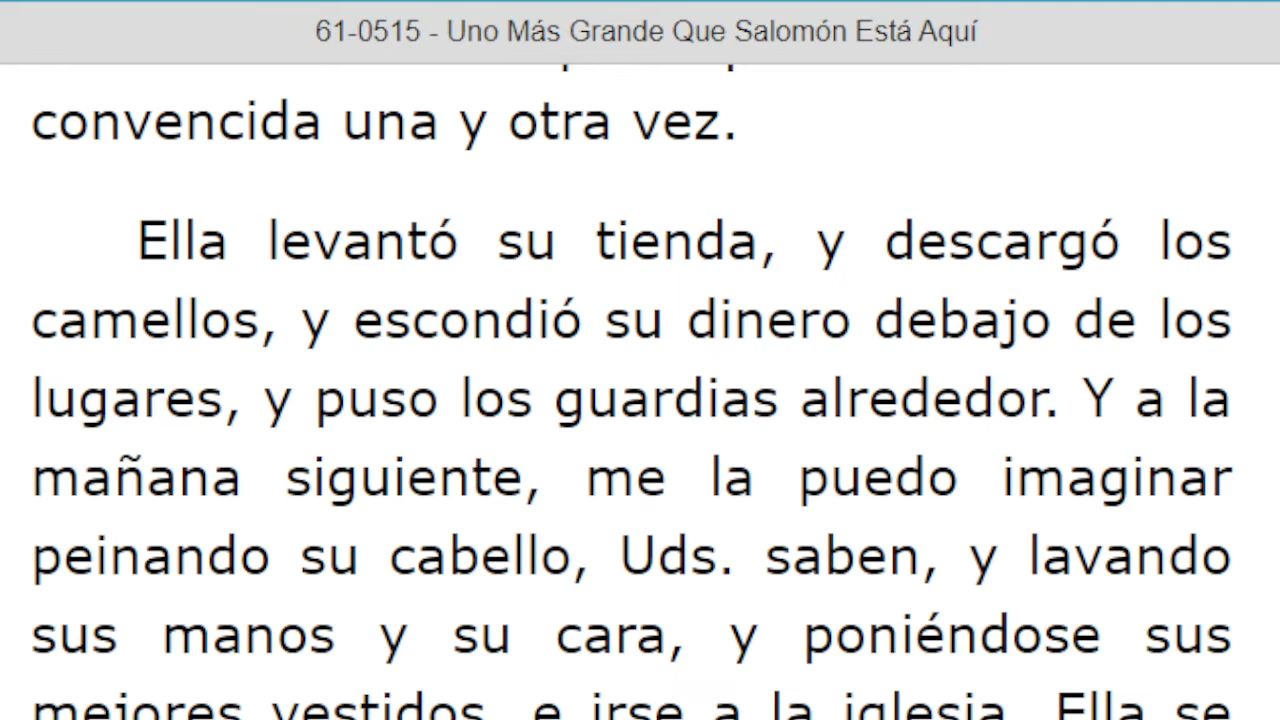 61-0515 - Uno Más Grande Que Salomón Está Aquí
convencida una y otra vez.
Ella levantó su tienda, y descargó los
camellos, y escondió su dinero debajo de los
lugares, y puso los guardias alrededor. Y a la
mañana siguiente, me la puedo imaginar
peinando su cabello, Uds. saben, y lavando
sus manos y su cara, y poniéndose sus
mejores vestidos, e irse a la iglesia. Ella se